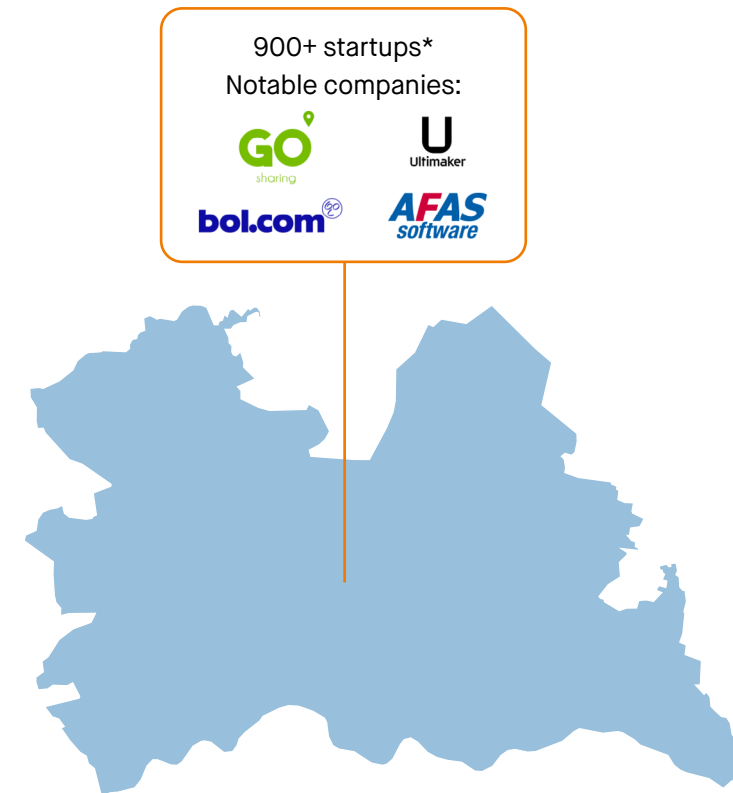 900+ startups*
Notable companies:
GO
sharing
U
Ultimaker
bol.com
AFAS
software